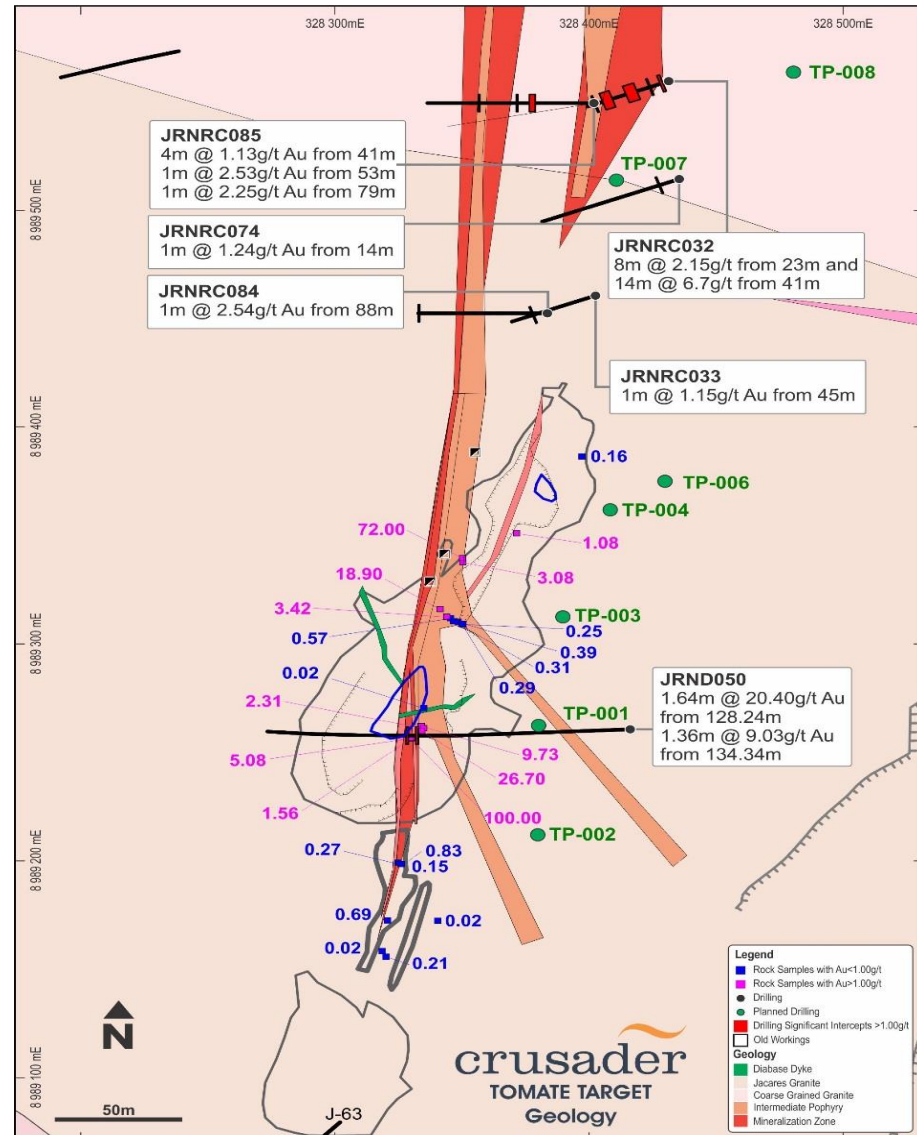 328 300mE
328 400mE
328 500mE
TP-008
JRNRC085
4m @ 1.13g/t Au from 41m
1m @ 2.53g/t Au from 53m
1m @ 2.25g/t Au from 79m
TP-007
8 989 500 mE
JRNRC074
1m @ 1.24g/t Au from 14m
JRNRC032
8m @ 2.15g/t from 23m and
14m @ 6.7g/t from 41m
JRNRC084
1m @ 2.54g/t Au from 88m
JRNRC033
1m @ 1.15g/t Au from 45m
8 989 400 mE
0.16
TP-006
TP-004
72.00
1.08
18.90
3.08
3.42
TP-003
0.57
0.25
8 989 300 mE
0.39
0.31
0.02
0.29
2.31
TP-001
JRND050
1.64m @ 20.40g/t Au
from 128.24m
1.36m @ 9.03g/t Au
from 134.34m
5.08
9.73
26.70
1.56
100.00
TP-002
0.27
0.83
8 989 200 mE
0.15
0.69
0.02
0.02
0.21
N
50m
8 989 100 mE
J-63
crusader
TOMATE TARGET
Geology
Legend
Rock Samples with Au<1.00g/t
Rock Samples with Au>1.00g/t
Drilling
Planned Drilling
Drilling Significant Intercepts >1.00g/t
Old Workings
Geology
Diabase Dyke
Jacares Granite
Coarse Grained Granite
Intermediate Pophyry
Mineralization Zone